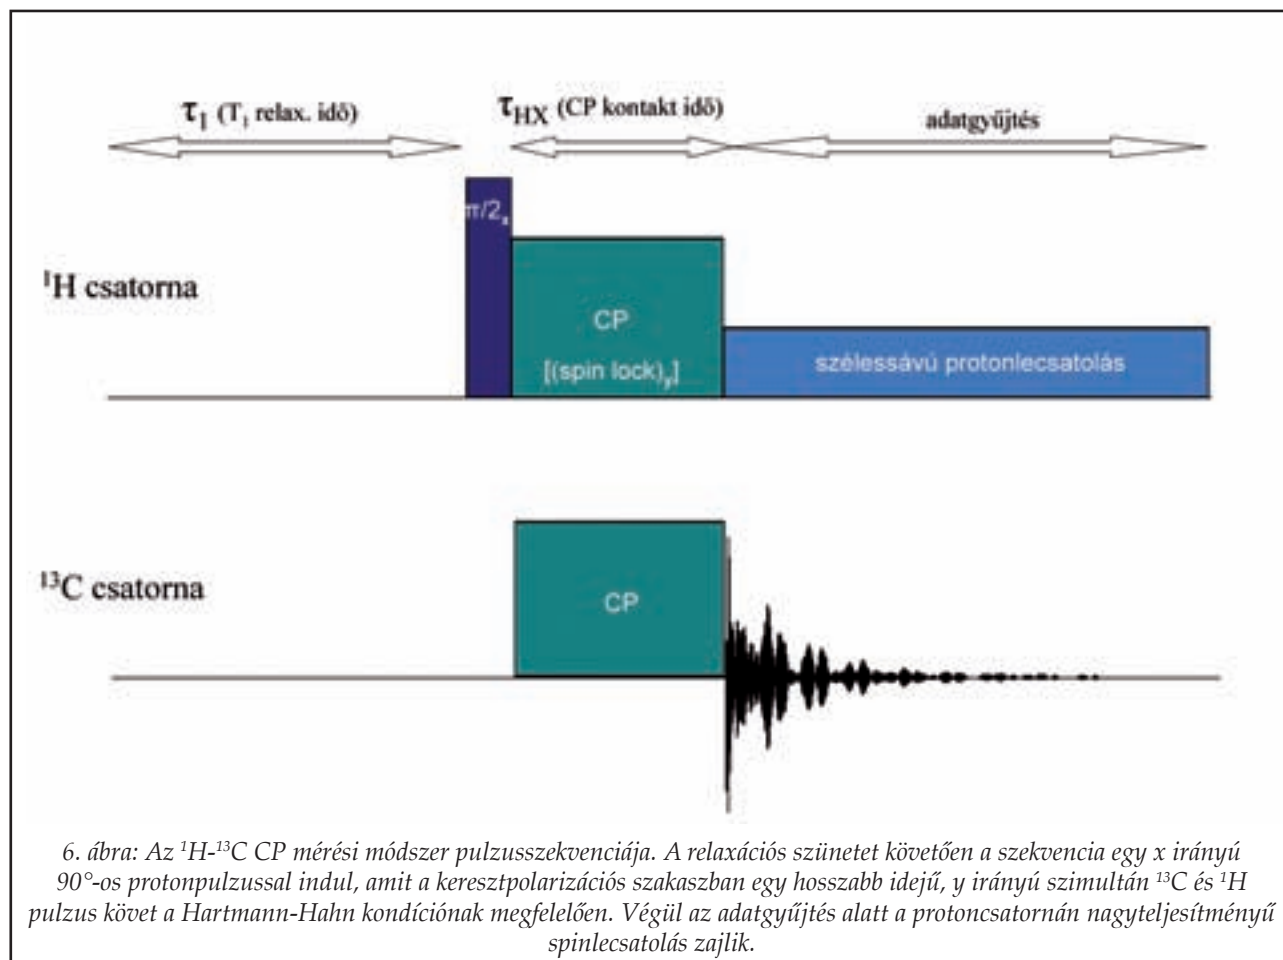 τ₁ (T₁ relax. idő)
τHX (CP kontakt idő)
adatgyűjtés
π/2ₓ
¹H csatorna
CP
[(spin lock)y]
szélessávú protonlecsatolás
¹³C csatorna
CP
6. ábra: Az ¹H-¹³C CP mérési módszer pulzusszekvenciája. A relaxációs szünetet követően a szekvencia egy x irányú
90°-os protonpulzussal indul, amit a keresztpolarizációs szakaszban egy hosszabb idejű, y irányú szimultán ¹³C és ¹H
pulzus követ a Hartmann-Hahn kondíciónak megfelelően. Végül az adatgyűjtés alatt a protoncsatornán nagyteljesítményű
spinlecsatolás zajlik.